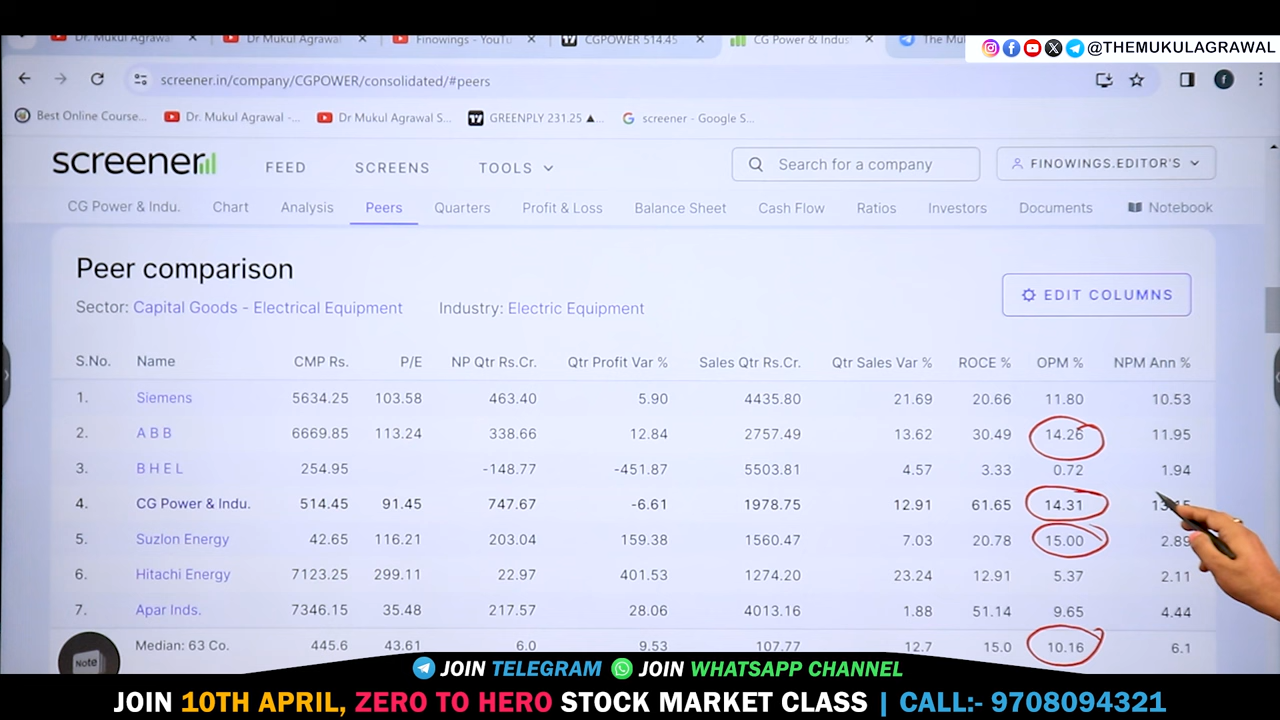 Dr. Mukul Agrawal
Dr Mukul Agrawal
Finowings - YouTu
CGPOWER 514.45
CG Power & Indus
The Mu
@THEMUKULAGRAWAL
screener.in/company/CGPOWER/consolidated/#peers
Best Online Course...
Dr. Mukul Agrawal -...
Dr Mukul Agrawal S...
GREENPLY 231.25 ▲...
screener - Google S...
screener
FEED
SCREENS
TOOLS
Search for a company
FINOWINGS.EDITOR'S
CG Power & Indu. Chart Analysis Peers Quarters Profit & Loss Balance Sheet Cash Flow Ratios Investors Documents Notebook
Peer comparison
EDIT COLUMNS
Sector: Capital Goods - Electrical Equipment Industry: Electric Equipment
S.No. Name CMP Rs. P/E NP Qtr Rs.Cr. Qtr Profit Var % Sales Qtr Rs.Cr. Qtr Sales Var % ROCE % OPM % NPM Ann %
1. Siemens 5634.25 103.58 463.40 5.90 4435.80 21.69 20.66 11.80 10.53
2. A B B 6669.85 113.24 338.66 12.84 2757.49 13.62 30.49 14.26 11.95
3. B H E L 254.95 -148.77 -451.87 5503.81 4.57 3.33 0.72 1.94
4. CG Power & Indu. 514.45 91.45 747.67 -6.61 1978.75 12.91 61.65 14.31
5. Suzlon Energy 42.65 116.21 203.04 159.38 1560.47 7.03 20.78 15.00 2.89
6. Hitachi Energy 7123.25 299.11 22.97 401.53 1274.20 23.24 12.91 5.37 2.11
7. Apar Inds. 7346.15 35.48 217.57 28.06 4013.16 1.88 51.14 9.65 4.44
Median: 63 Co. 445.6 43.61 6.0 9.53 107.77 12.7 15.0 10.16 6.1
Note
JOIN TELEGRAM JOIN WHATSAPP CHANNEL
JOIN 10TH APRIL, ZERO TO HERO STOCK MARKET CLASS | CALL:- 9708094321